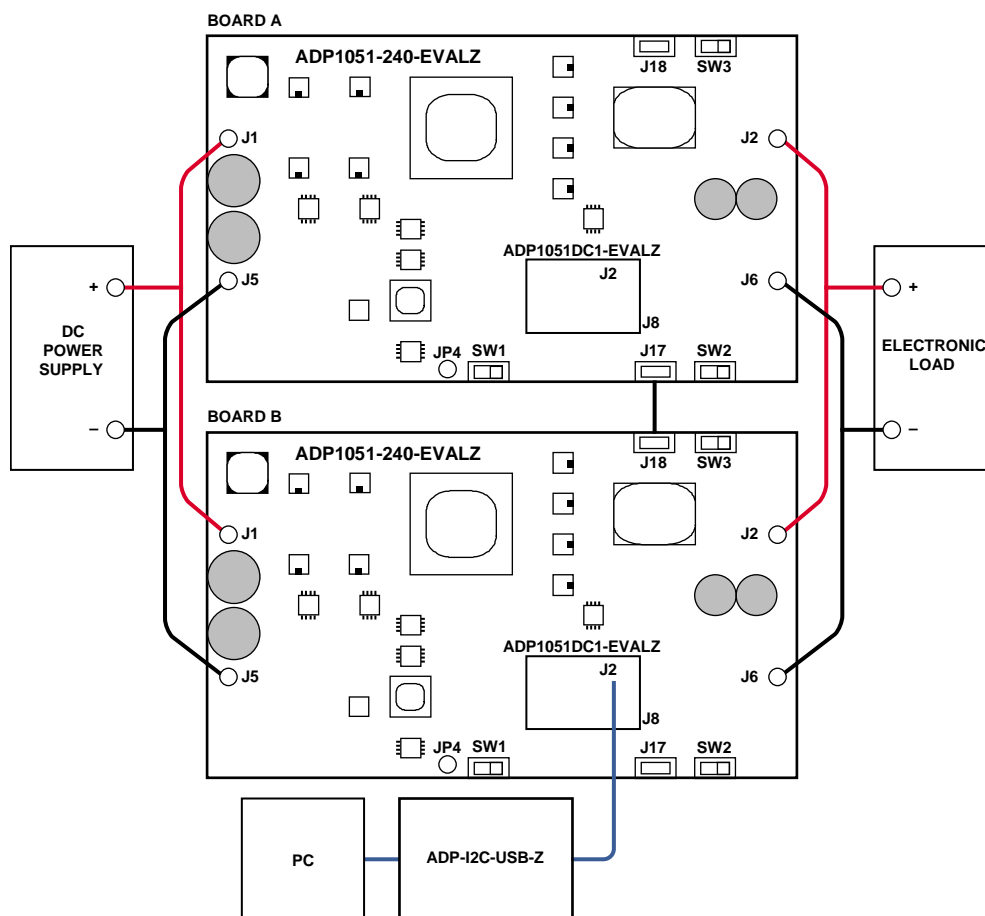 BOARD A
ADP1051-240-EVALZ
J18
SW3
J1
J2
J5
ADP1051DC1-EVALZ
J2
J6
J8
JP4
SW1
J17
SW2
+
DC
POWER
SUPPLY
–
+
ELECTRONIC
LOAD
–
BOARD B
ADP1051-240-EVALZ
J18
SW3
J1
J2
J5
ADP1051DC1-EVALZ
J2
J6
J8
JP4
SW1
J17
SW2
PC
ADP-I2C-USB-Z